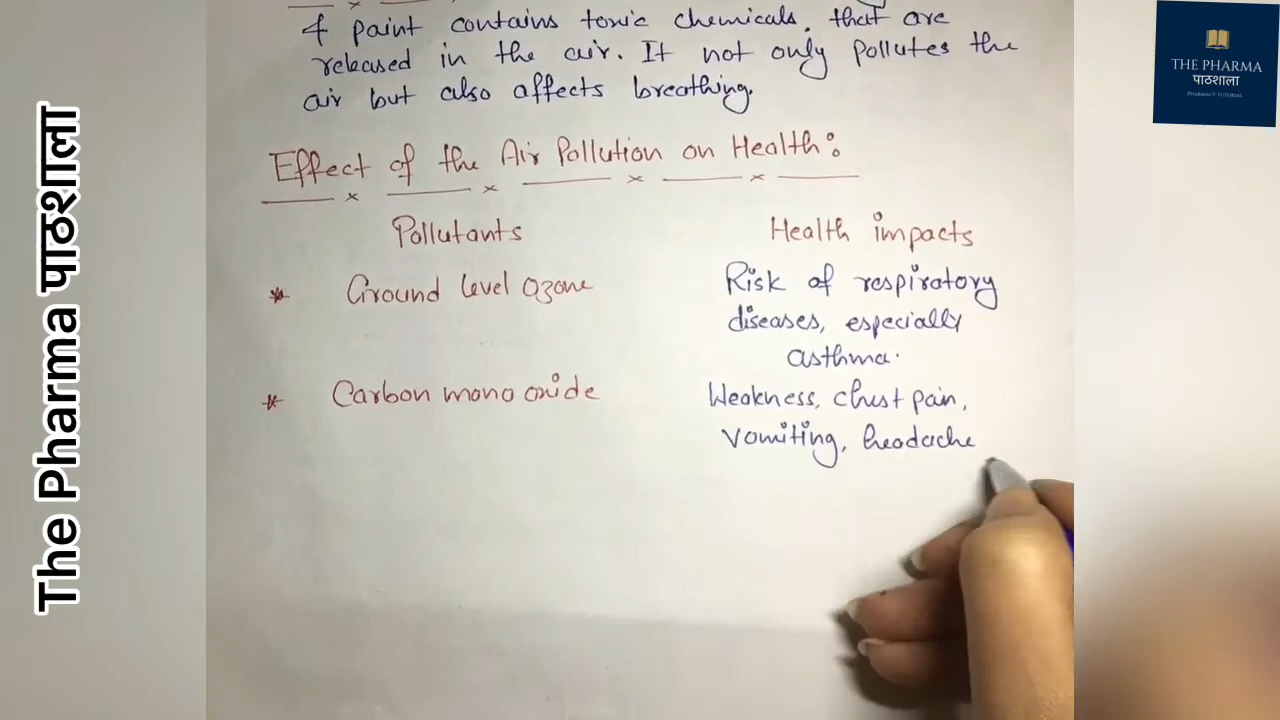 & paint contains toxic chemicals. that are
released in the air. It not only pollutes the
air but also affects breathing.
Effect of the Air Pollution on Health:
Pollutants Health impacts
* Ground level Ozone Risk of respiratory
diseases, especially
asthma.
* Carbon mono oxide Weakness, chest pain,
vomiting, headache
The Pharma पाठशाला
THE PHARMA
पाठशाला
PHARMACY TUTORIAL